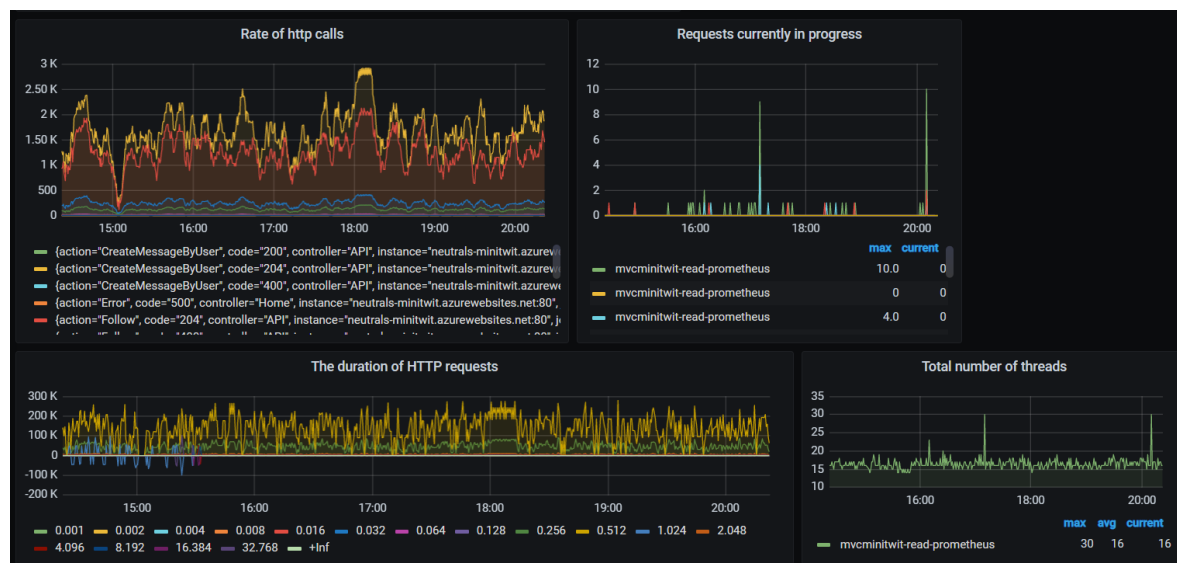 Rate of http calls
3 K
2.50 K
2 K
1.50 K
1 K
500
0
15:00 16:00 17:00 18:00 19:00 20:00
{action="CreateMessageByUser", code="200", controller="API", instance="neutrals-minitwit.azurew
{action="CreateMessageByUser", code="204", controller="API", instance="neutrals-minitwit.azurewe
{action="CreateMessageByUser", code="400", controller="API", instance="neutrals-minitwit.azurewe
{action="Error", code="500", controller="Home", instance="neutrals-minitwit.azurewebsites.net:80",
{action="Follow", code="204", controller="API", instance="neutrals-minitwit.azurewebsites.net:80", j
Requests currently in progress
12
10
8
6
4
2
0
16:00 18:00 20:00
max current
mvcminitwit-read-prometheus 10.0 0
mvcminitwit-read-prometheus 0 0
mvcminitwit-read-prometheus 4.0 0
The duration of HTTP requests
300 K
200 K
100 K
0
-100 K
-200 K
15:00 16:00 17:00 18:00 19:00 20:00
0.001 0.002 0.004 0.008 0.016 0.032 0.064 0.128 0.256 0.512 1.024 2.048
4.096 8.192 16.384 32.768 +Inf
Total number of threads
35
30
25
20
15
10
16:00 18:00 20:00
max avg current
mvcminitwit-read-prometheus 30 16 16